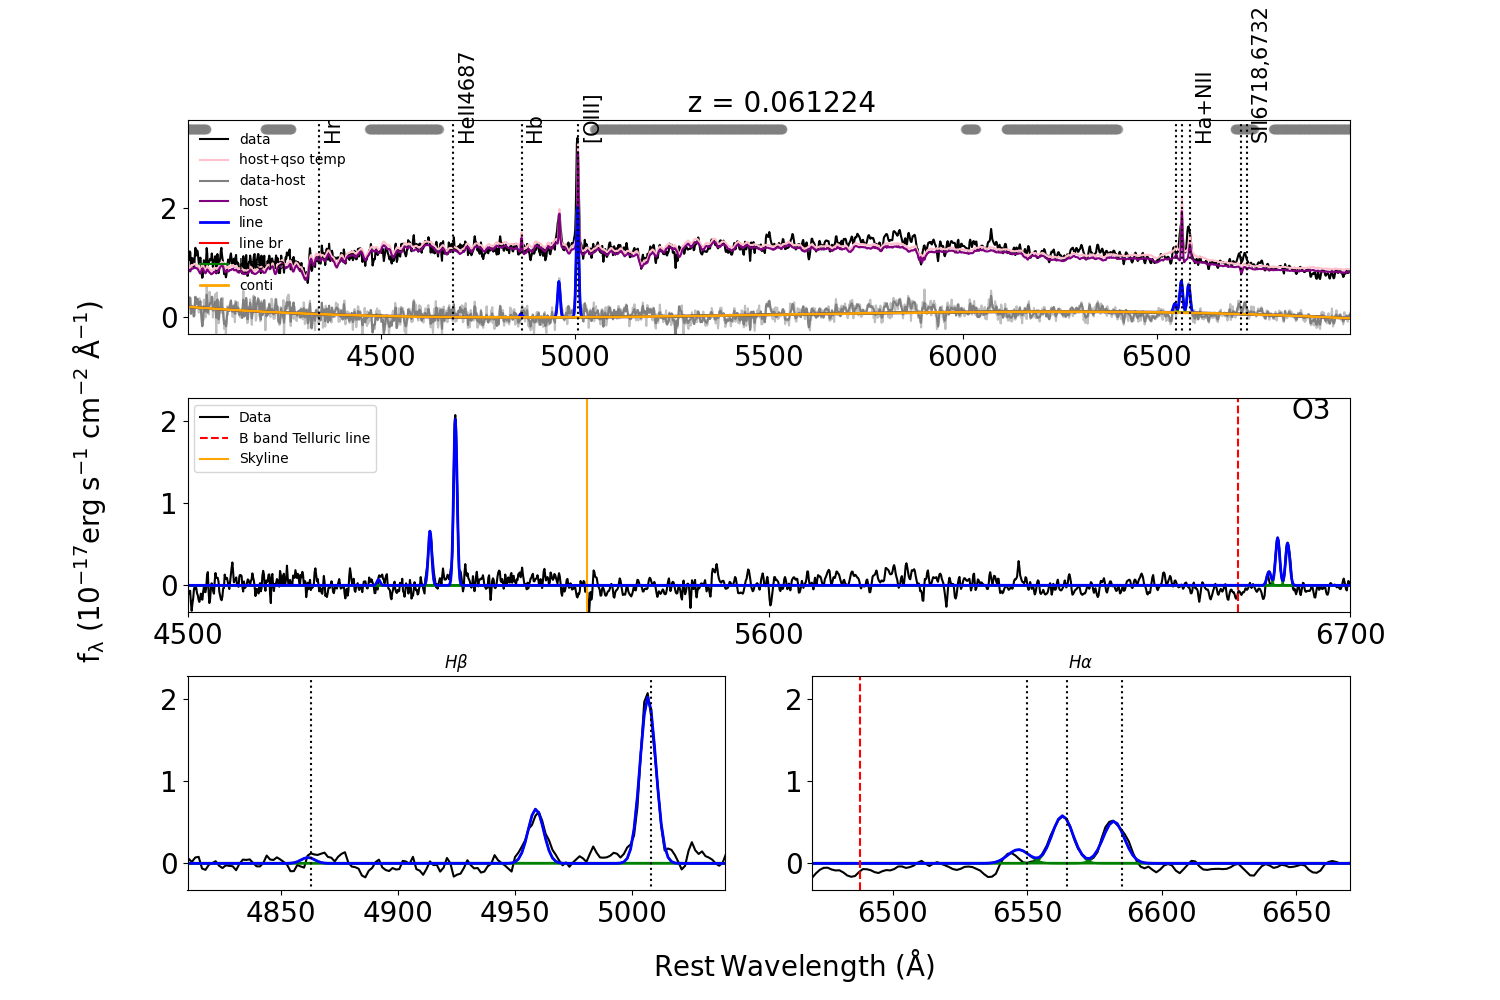 z = 0.061224
Hr
HeII4687
Hb
[OIII]
Ha+NII
SII6718,6732
data
host+qso temp
data-host
host
line
line br
conti
2
0
4500 5000 5500 6000 6500
f_λ (10^−17 erg s^−1 cm^−2 Å^−1)
O3
Data
B band Telluric line
Skyline
2
1
0
4500 5600 6700
Hβ
2
1
0
4850 4900 4950 5000
Hα
2
1
0
6500 6550 6600 6650
Rest Wavelength (Å)